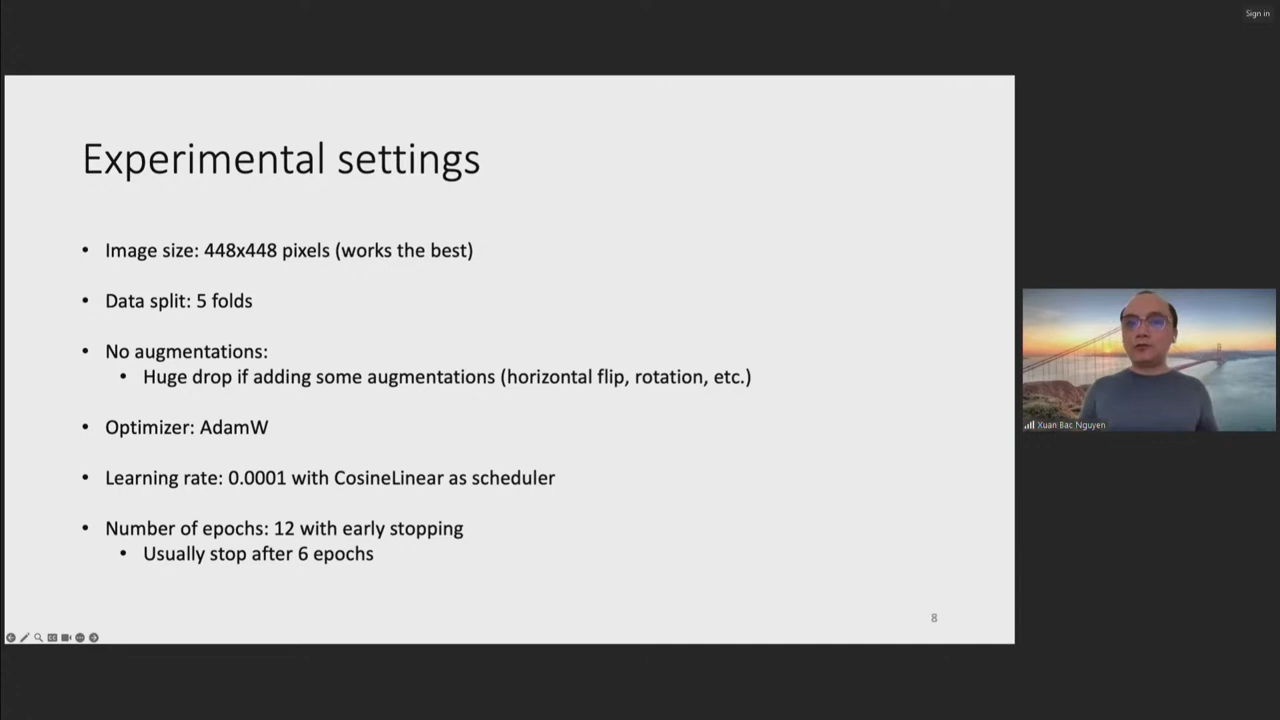 Sign in
Experimental settings
• Image size: 448x448 pixels (works the best)
• Data split: 5 folds
• No augmentations:
• Huge drop if adding some augmentations (horizontal flip, rotation, etc.)
• Optimizer: AdamW
• Learning rate: 0.0001 with CosineLinear as scheduler
• Number of epochs: 12 with early stopping
• Usually stop after 6 epochs
8
Xuan Bac Nguyen